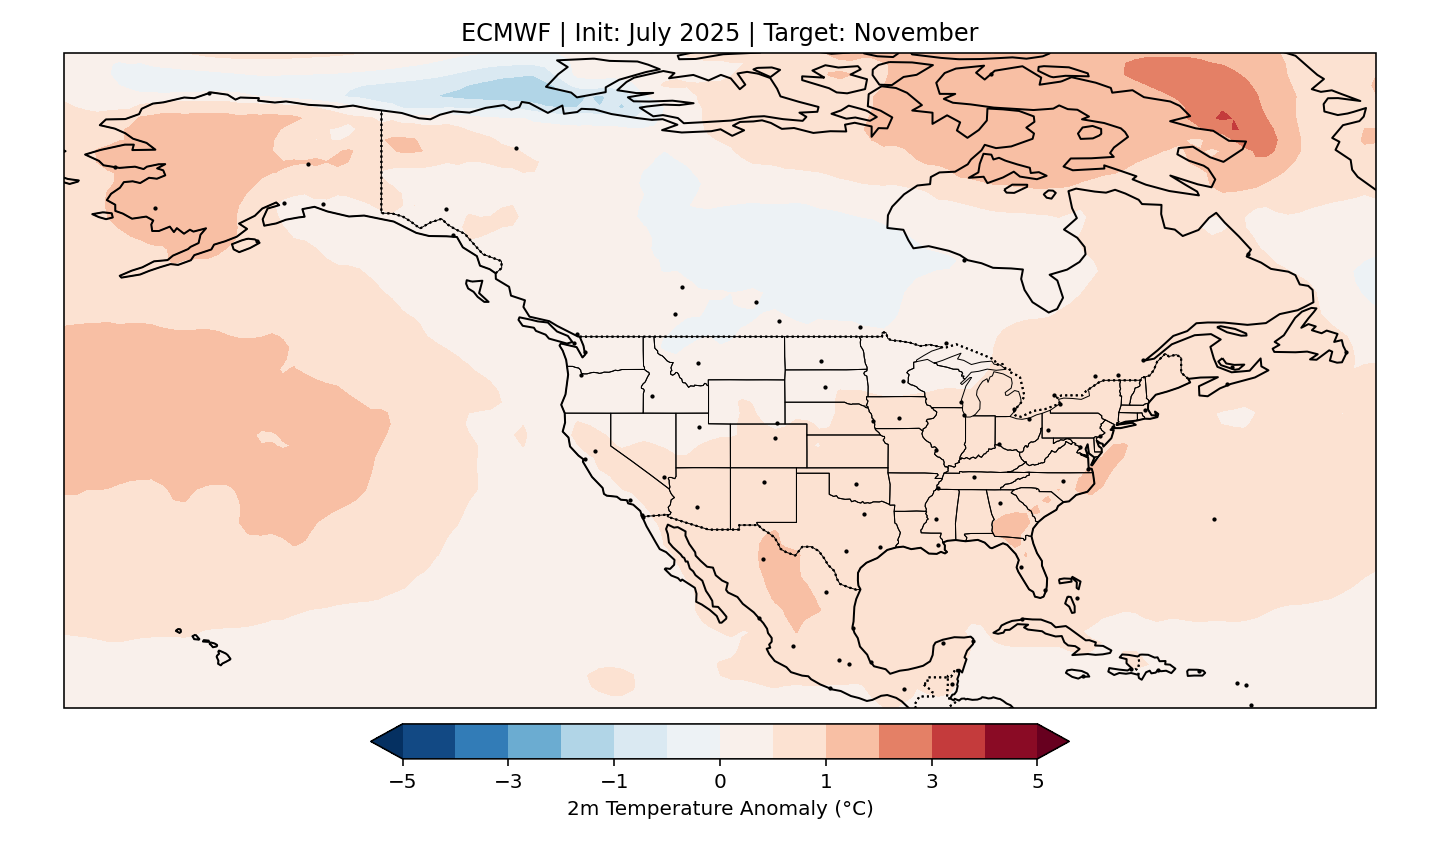 ECMWF | Init: July 2025 | Target: November
−5 −3 −1 0 1 3 5
2m Temperature Anomaly (°C)